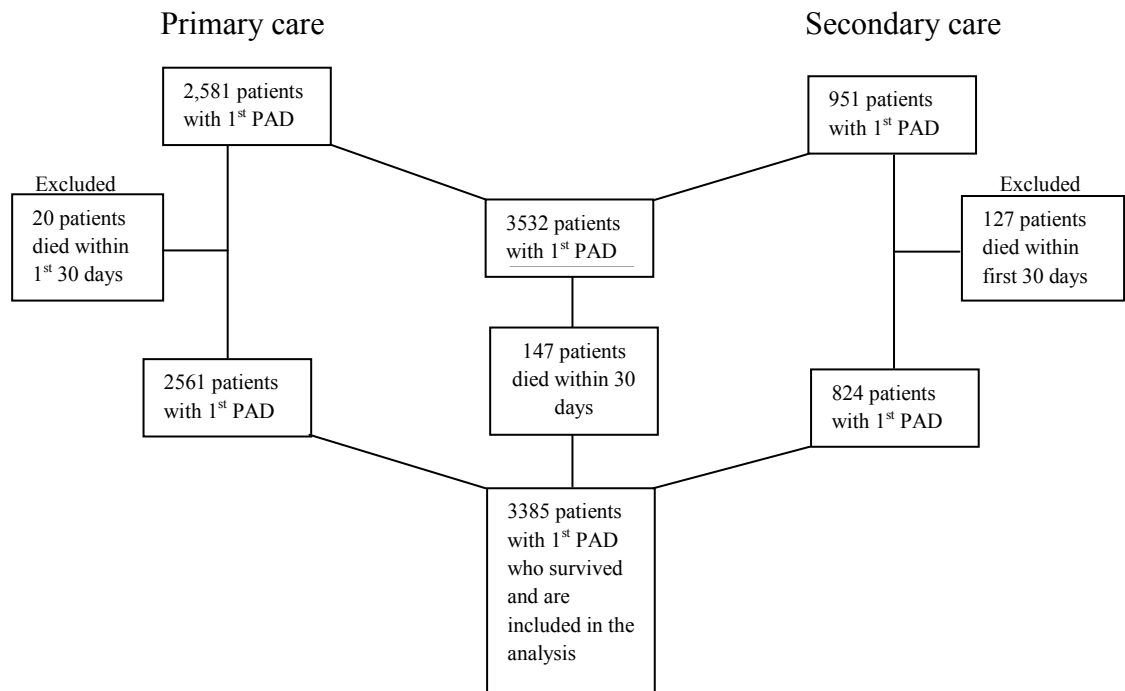 Primary care
Secondary care
2,581 patients
with 1st PAD
951 patients
with 1st PAD
Excluded
20 patients
died within
1st 30 days
3532 patients
with 1st PAD
Excluded
127 patients
died within
first 30 days
147 patients
died within 30
days
2561 patients
with 1st PAD
824 patients
with 1st PAD
3385 patients
with 1st PAD
who survived
and are
included in the
analysis